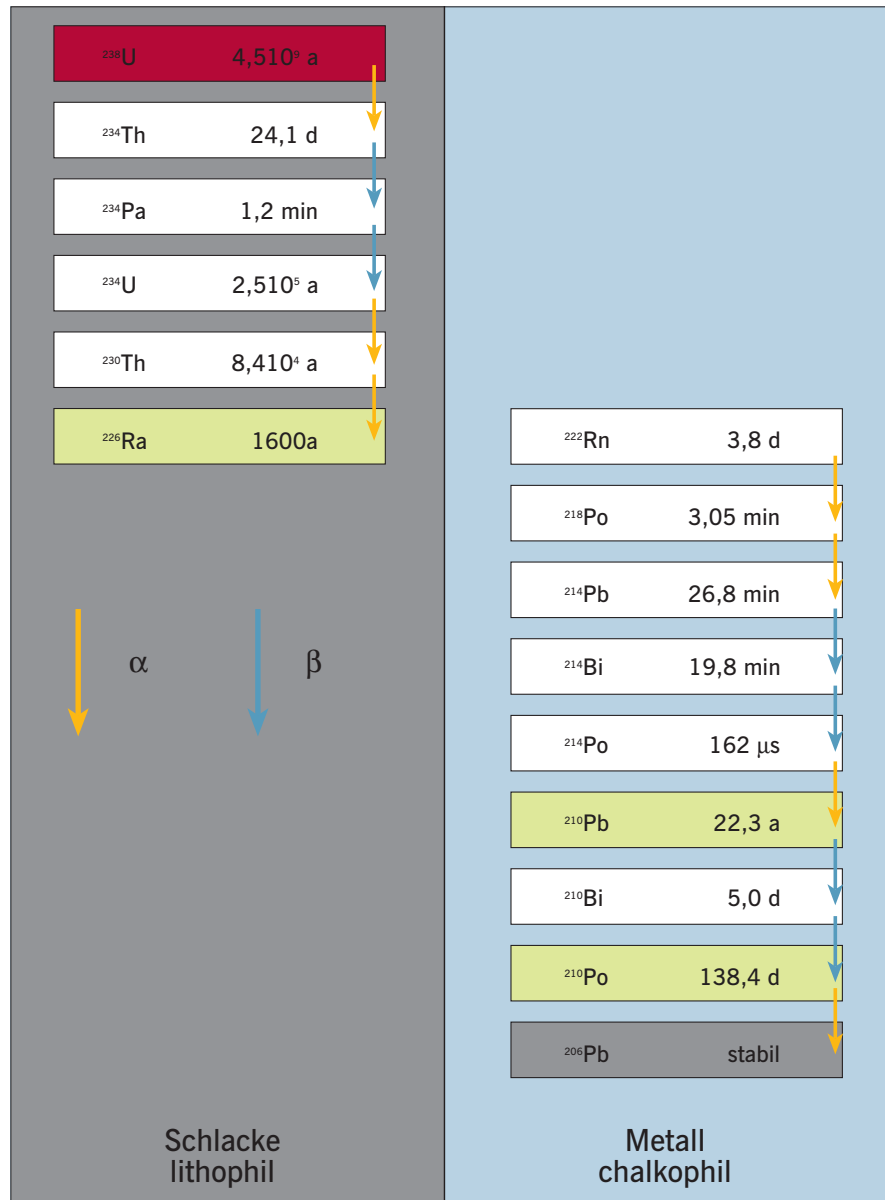 ²³⁸U 4,510⁹ a
²³⁴Th 24,1 d
²³⁴Pa 1,2 min
²³⁴U 2,510⁵ a
²³⁰Th 8,410⁴ a
²²⁶Ra 1600a
α β
Schlacke
lithophil
²²²Rn 3,8 d
²¹⁸Po 3,05 min
²¹⁴Pb 26,8 min
²¹⁴Bi 19,8 min
²¹⁴Po 162 µs
²¹⁰Pb 22,3 a
²¹⁰Bi 5,0 d
²¹⁰Po 138,4 d
²⁰⁶Pb stabil
Metall
chalkophil